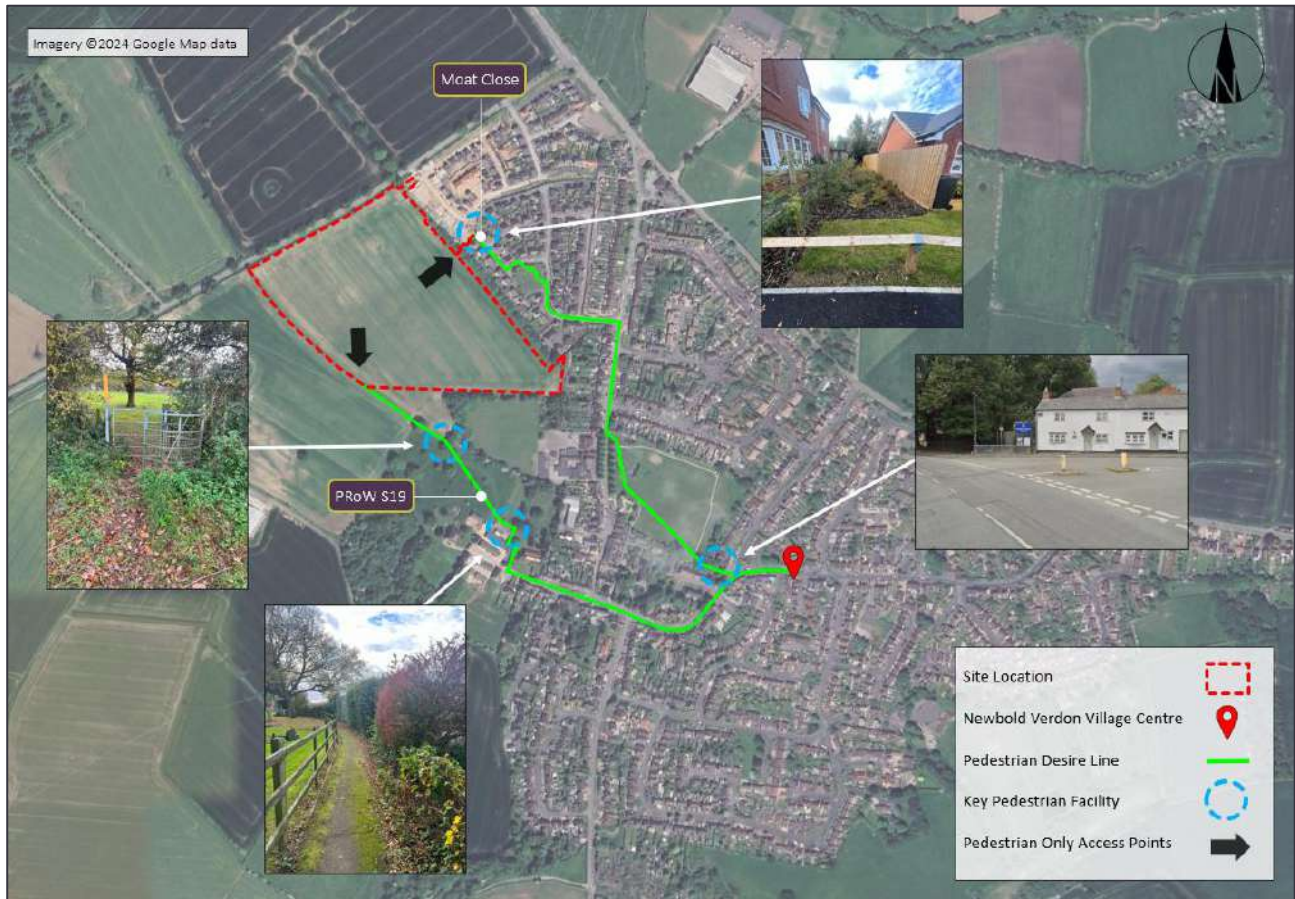 Imagery ©2024 Google Map data
Moat Close
N
PRoW S19
Site Location
Newbold Verdon Village Centre
Pedestrian Desire Line
Key Pedestrian Facility
Pedestrian Only Access Points